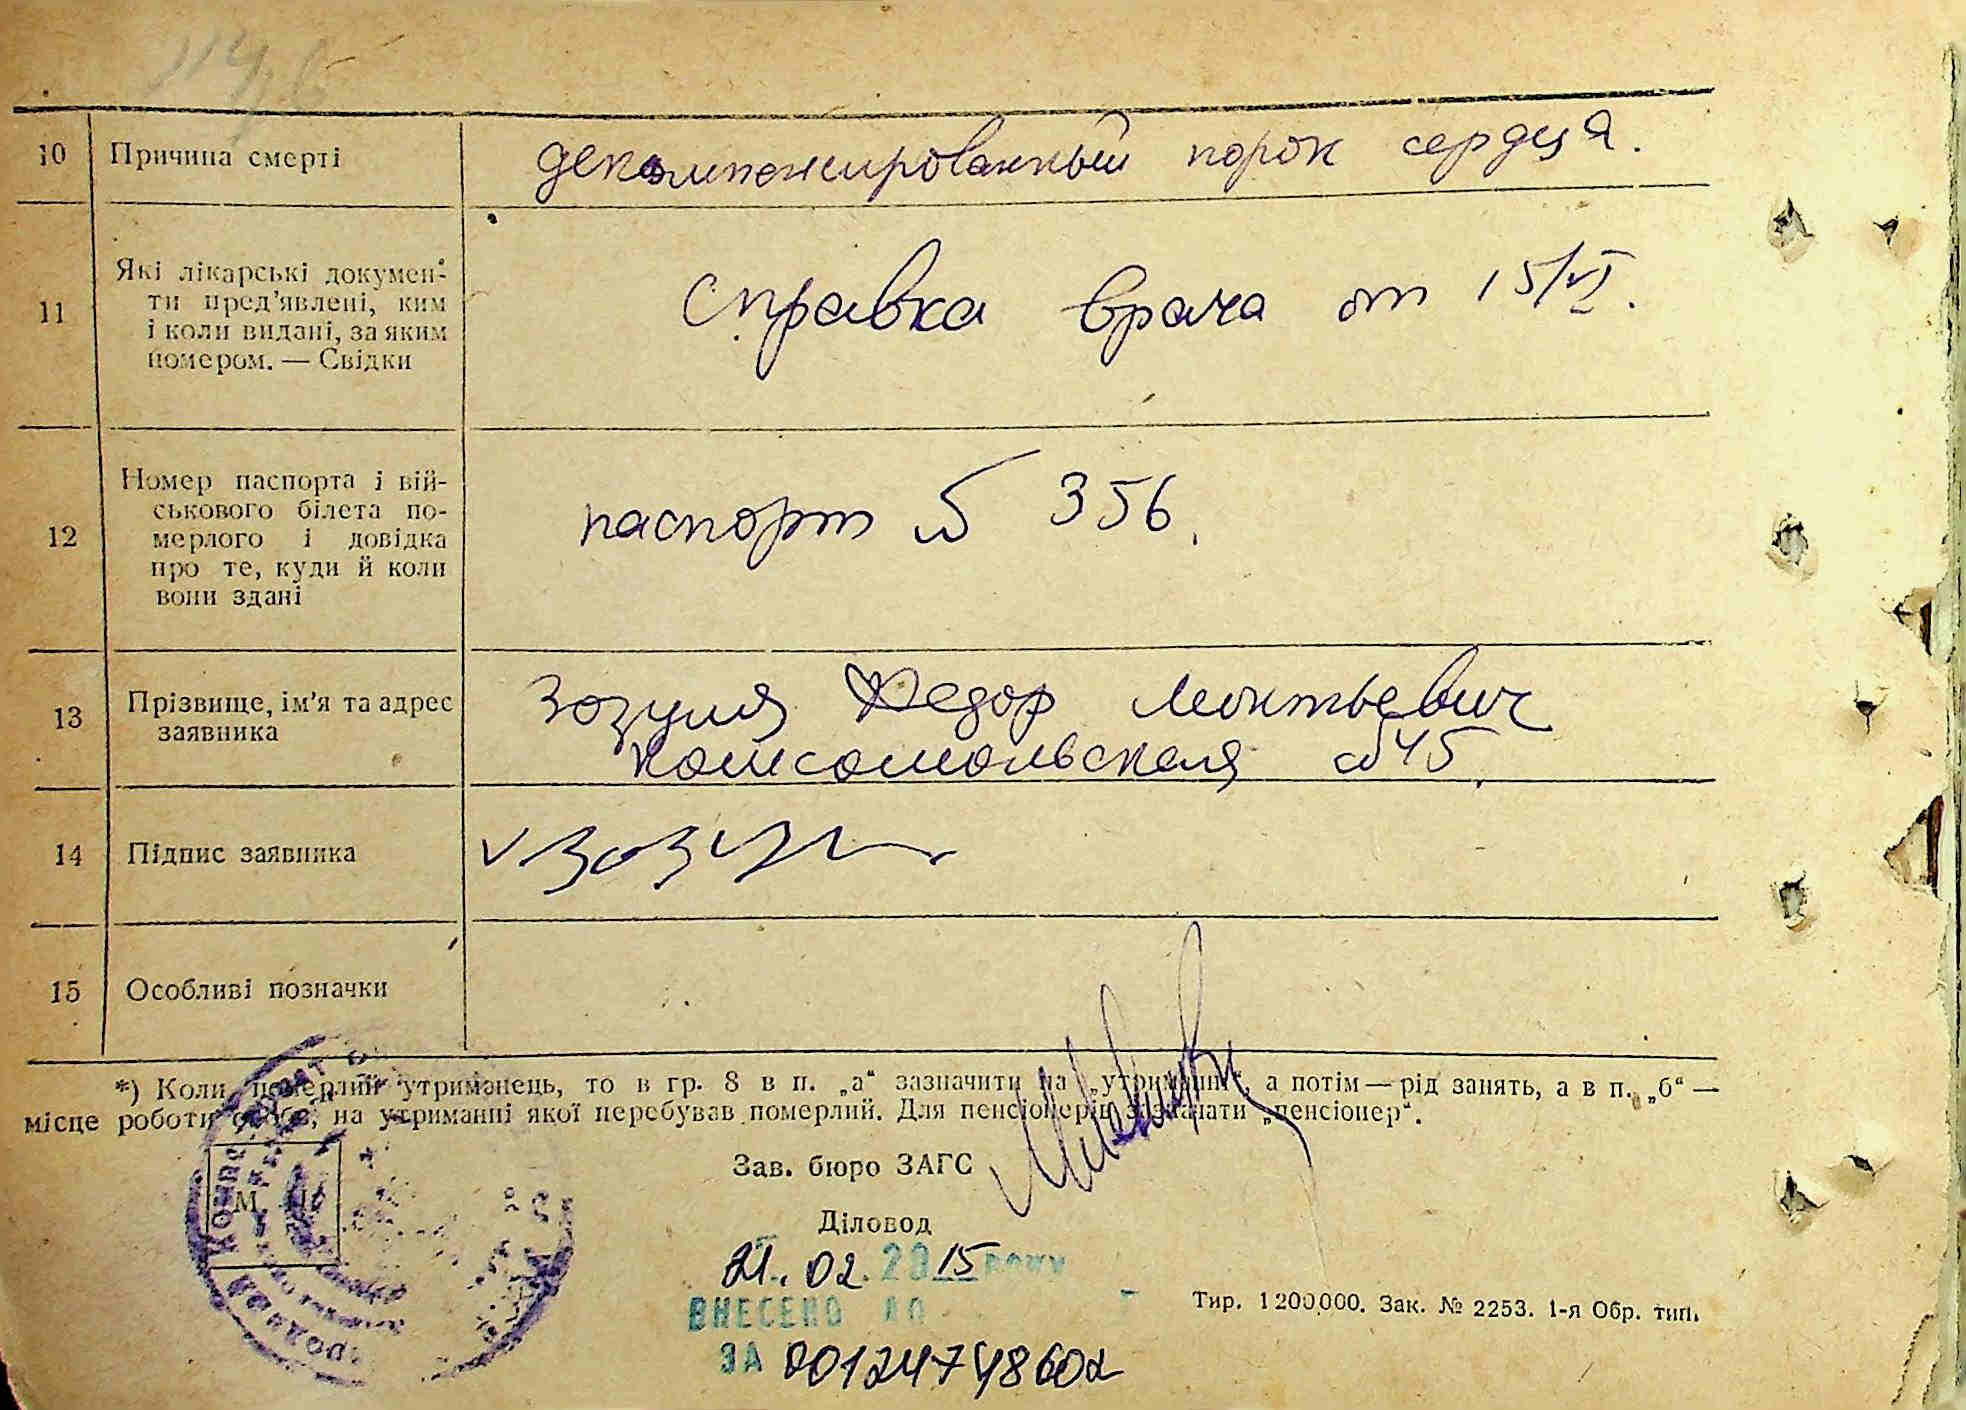 10 Причина смерті декомпенсированный порок сердця.
11 Які лікарські докумен-
ти пред'явлені, ким
і коли видані, за яким
номером. — Свідки
Справка врача от 15/VI.
12 Номер паспорта і вій-
ськового білета по-
мерлого і довідка
про те, куди й коли
вони здані
паспорт № 356.
13 Прізвище, ім'я та адрес
заявника
Зозуля Федор Леонтьевич
Комсомольская №45.
14 Підпис заявника Зозуля
15 Особливі позначки
*) Коли померлий утриманець, то в гр. 8 в п. „а“ зазначити на „утриманні“, а потім — рід занять, а в п. „б“ —
місце роботи особи, на утриманні якої перебував померлий. Для пенсіонерів зазначати „пенсіонер“.
М. П.
Зав. бюро ЗАГС
Діловод
21.02.2015 року
ВНЕСЕНО ДО
ЗА 00124748602
Тир. 1200.000. Зак. № 2253. 1-я Обр. тип.